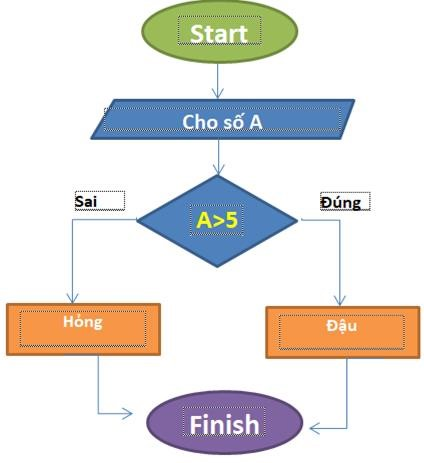 Start
Cho số A
Sai
Đúng
A>5
Hỏng
Đậu
Finish